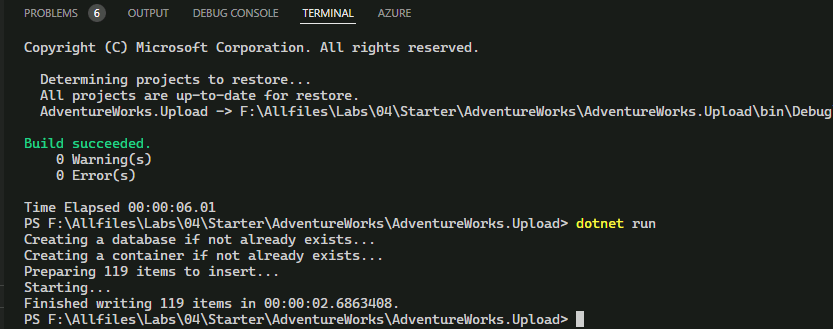 PROBLEMS 6 OUTPUT DEBUG CONSOLE TERMINAL AZURE
Copyright (C) Microsoft Corporation. All rights reserved.
Determining projects to restore...
All projects are up-to-date for restore.
AdventureWorks.Upload -> F:\Allfiles\Labs\04\Starter\AdventureWorks\AdventureWorks.Upload\bin\Debug
Build succeeded.
0 Warning(s)
0 Error(s)
Time Elapsed 00:00:06.01
PS F:\Allfiles\Labs\04\Starter\AdventureWorks\AdventureWorks.Upload> dotnet run
Creating a database if not already exists...
Creating a container if not already exists...
Preparing 119 items to insert...
Starting...
Finished writing 119 items in 00:00:02.6863408.
PS F:\Allfiles\Labs\04\Starter\AdventureWorks\AdventureWorks.Upload>